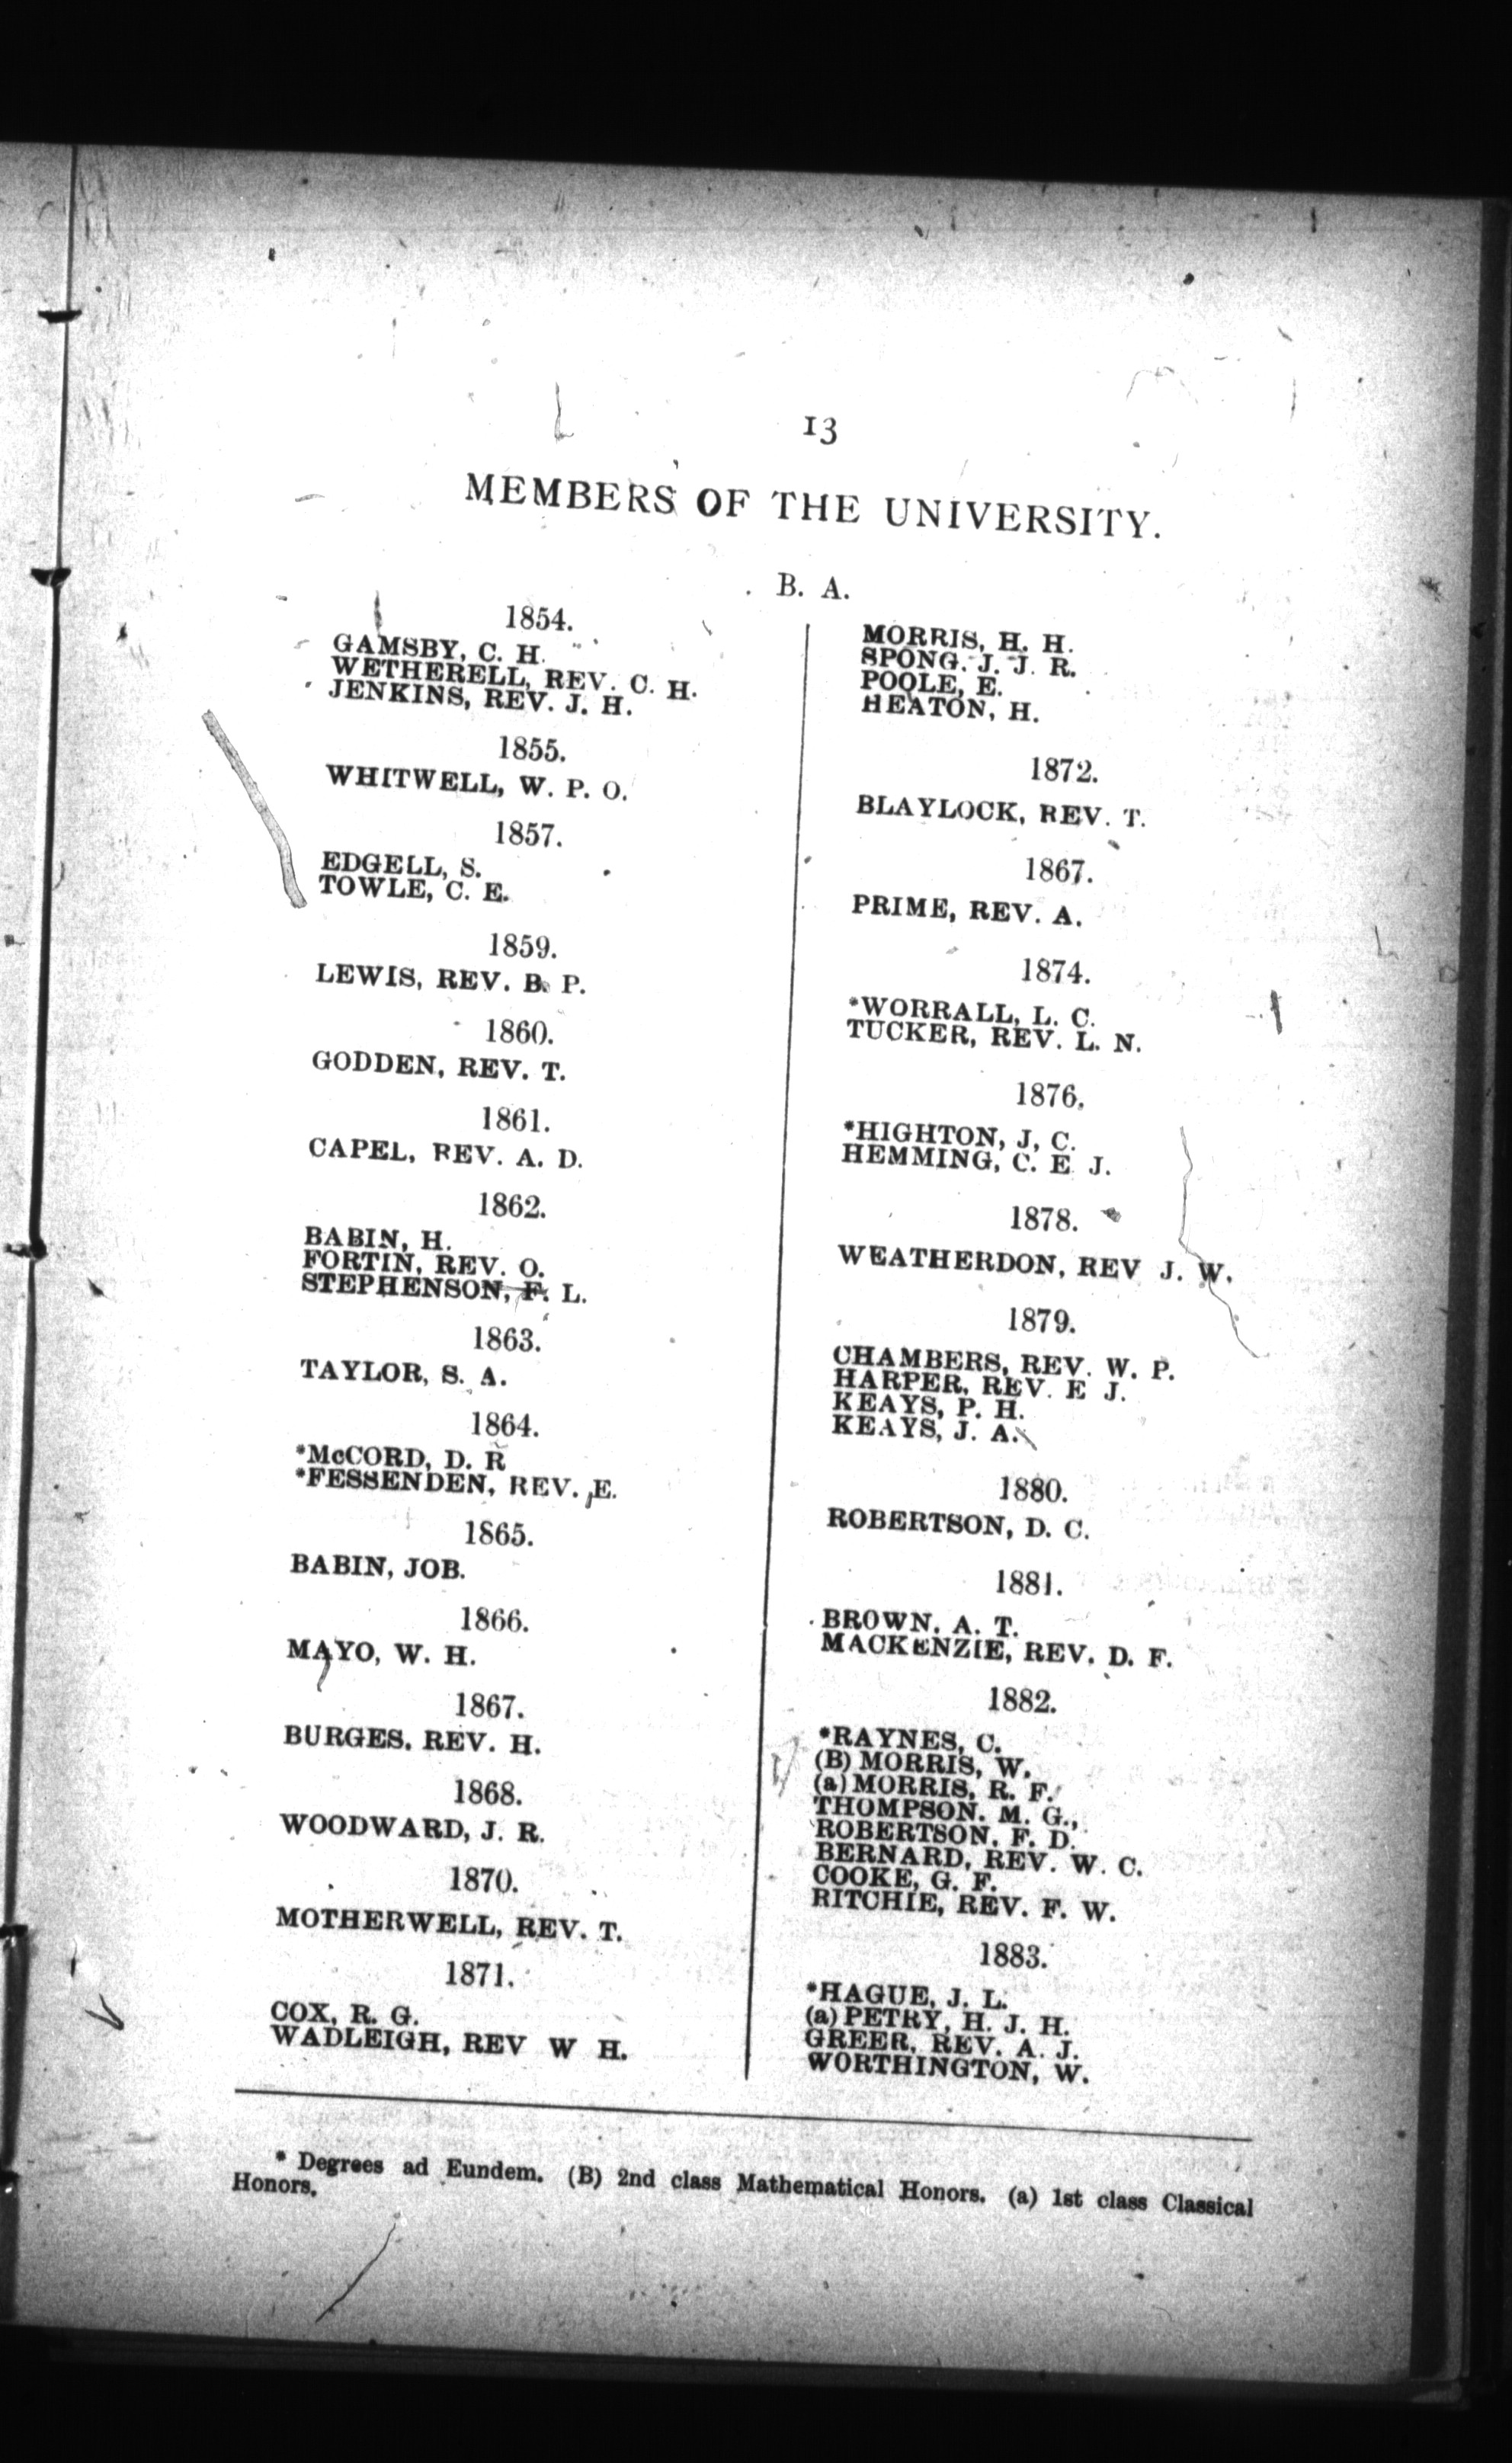 13
MEMBERS OF THE UNIVERSITY.
B. A.
1854.
GAMSBY, C. H.
WETHERELL, REV. C. H.
JENKINS, REV. J. H.
1855.
WHITWELL, W. P. O.
1857.
EDGELL, S.
TOWLE, C. E.
1859.
LEWIS, REV. B. P.
1860.
GODDEN, REV. T.
1861.
CAPEL, REV. A. D.
1862.
BABIN, H.
FORTIN, REV. O.
STEPHENSON, F. L.
1863.
TAYLOR, S. A.
1864.
*McCORD, D. R
*FESSENDEN, REV. E.
1865.
BABIN, JOB.
1866.
MAYO, W. H.
1867.
BURGES. REV. H.
1868.
WOODWARD, J. R.
1870.
MOTHERWELL, REV. T.
1871.
COX, R. G.
WADLEIGH, REV W H.
MORRIS, H. H.
SPONG. J. J. R.
POOLE, E.
HEATON, H.
1872.
BLAYLOCK, REV. T.
1867.
PRIME, REV. A.
1874.
*WORRALL, L. C.
TUCKER, REV. L. N.
1876.
*HIGHTON, J, C.
HEMMING, C. E J.
1878.
WEATHERDON, REV J. W.
1879.
CHAMBERS, REV. W. P.
HARPER, REV. E J.
KEAYS, P. H.
KEAYS, J. A.
1880.
ROBERTSON, D. C.
1881.
BROWN. A. T.
MACKENZIE, REV. D. F.
1882.
*RAYNES, C.
(B) MORRIS, W.
(a) MORRIS, R. F.
THOMPSON. M. G.,
ROBERTSON. F. D.
BERNARD, REV. W. C.
COOKE, G. F.
RITCHIE, REV. F. W.
1883.
*HAGUE, J. L.
(a) PETRY, H. J. H.
GREER, REV. A. J.
WORTHINGTON, W.
* Degrees ad Eundem. (B) 2nd class Mathematical Honors. (a) 1st class Classical
Honors.